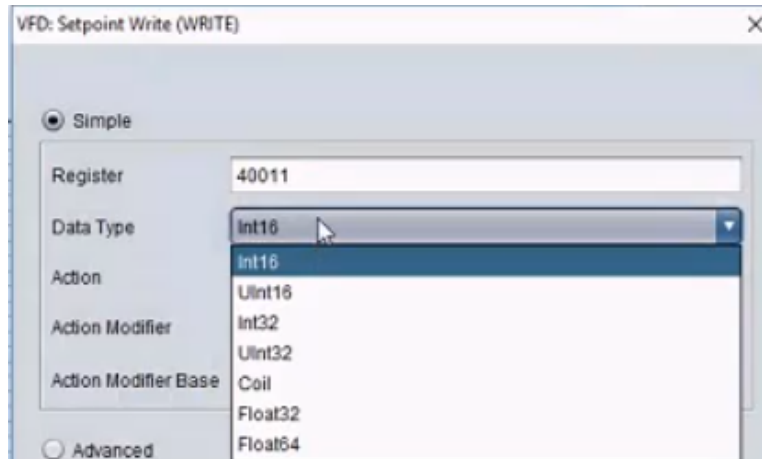 VFD: Setpoint Write (WRITE)
Simple
Register 40011
Data Type Int16
Int16
Action
UInt16
Action Modifier Int32
UInt32
Action Modifier Base Coil
Float32
Advanced Float64